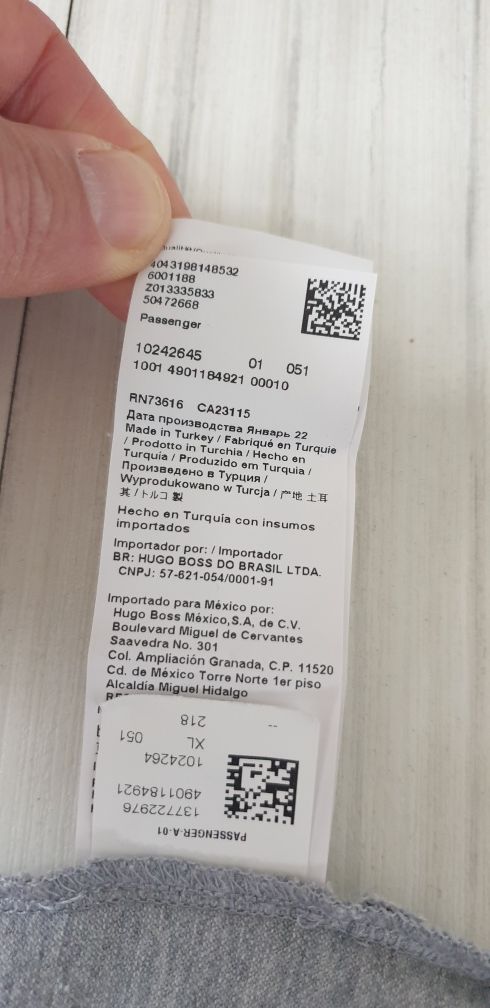 4043198148532
6001188
Z013335833
50472668
Passenger
10242645 01 051
1001 4901184921 00010
RN73616 CA23115
Дата производства Январь 22
Made in Turkey / Fabriqué en Turquie
/ Prodotto in Turchia / Hecho en
Turquía / Produzido em Turquia /
Произведено в Турции /
Wyprodukowano w Turcja / 产地 土耳
其 / トルコ 製
Hecho en Turquía con insumos
importados
Importador por: / Importador
BR: HUGO BOSS DO BRASIL LTDA.
CNPJ: 57-621-054/0001-91
Importado para México por:
Hugo Boss México,S,A, de C.V.
Boulevard Miguel de Cervantes
Saavedra No. 301
Col. Ampliación Granada, C.P. 11520
Cd. de México Torre Norte 1er piso
Alcaldía Miguel Hidalgo
PASSENGER-A-01
137722976
4901184921
1024264 051
XL
-- 218